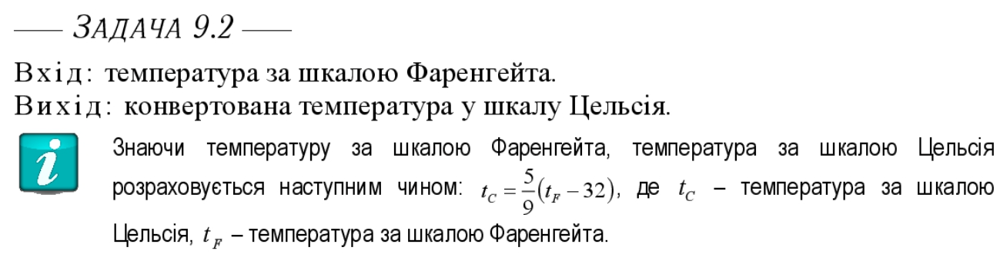 — ЗАДАЧА 9.2 —
Вхід: температура за шкалою Фаренгейта.
Вихід: конвертована температура у шкалу Цельсія.
i
Знаючи температуру за шкалою Фаренгейта, температура за шкалою Цельсія
розраховується наступним чином: t_C = 5/9 (t_F − 32), де t_C – температура за шкалою
Цельсія, t_F – температура за шкалою Фаренгейта.